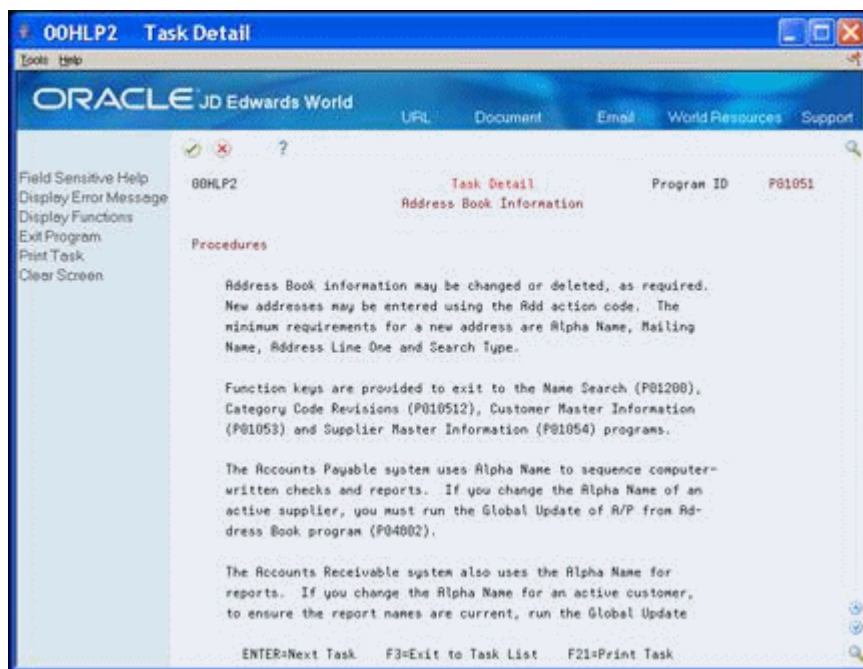 00HLP2 Task Detail
Tools Help
ORACLE JD Edwards World
URL Document Email World Resources Support
?
Field Sensitive Help
Display Error Message
Display Functions
Exit Program
Print Task
Clear Screen
00HLP2 Task Detail Program ID P01051
Address Book Information
Procedures
Address Book information may be changed or deleted, as required.
New addresses may be entered using the Add action code. The
minimum requirements for a new address are Alpha Name, Mailing
Name, Address Line One and Search Type.
Function keys are provided to exit to the Name Search (P01200),
Category Code Revisions (P010512), Customer Master Information
(P01053) and Supplier Master Information (P01054) programs.
The Accounts Payable system uses Alpha Name to sequence computer-
written checks and reports. If you change the Alpha Name of an
active supplier, you must run the Global Update of A/P from Ad-
dress Book program (P04802).
The Accounts Receivable system also uses the Alpha Name for
reports. If you change the Alpha Name for an active customer,
to ensure the report names are current, run the Global Update
ENTER=Next Task F3=Exit to Task List F21=Print Task